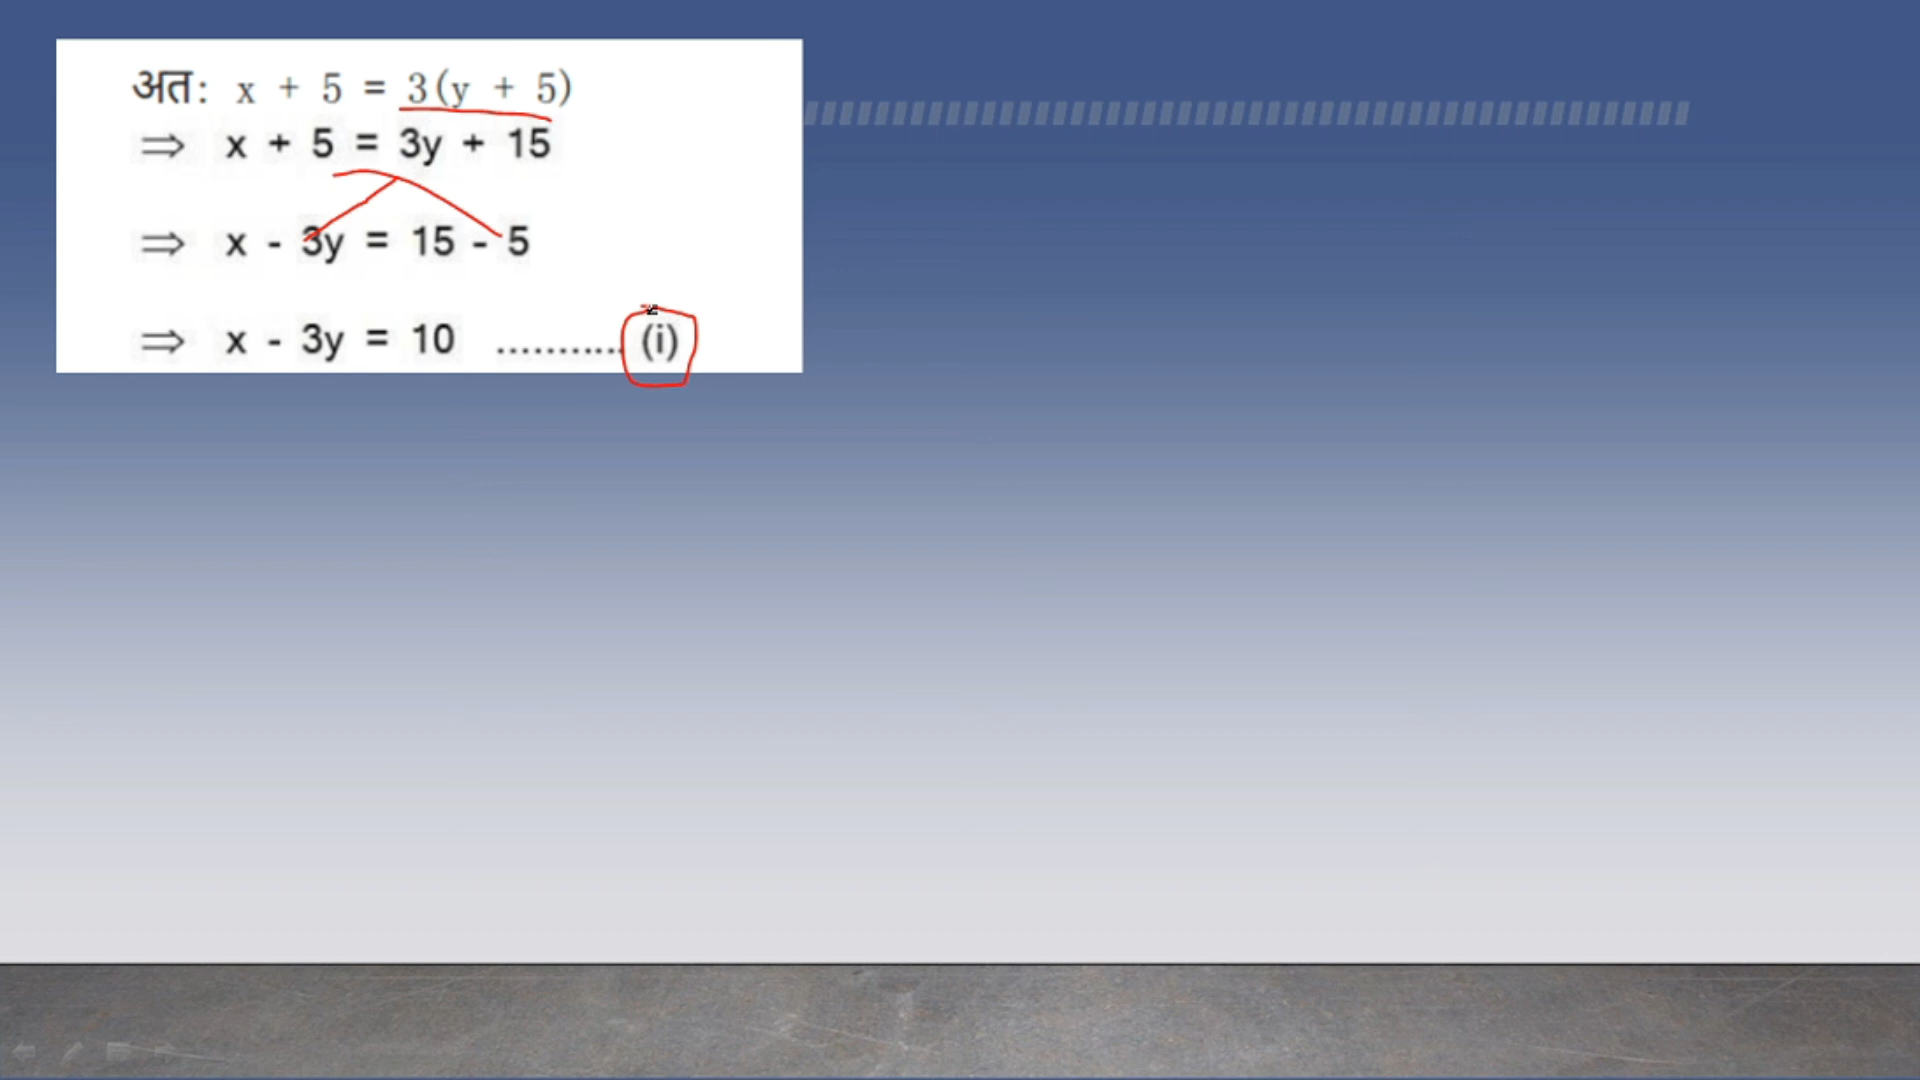 अत: x + 5 = 3(y + 5)
⇒ x + 5 = 3y + 15
⇒ x - 3y = 15 - 5
⇒ x - 3y = 10 ........... (i)